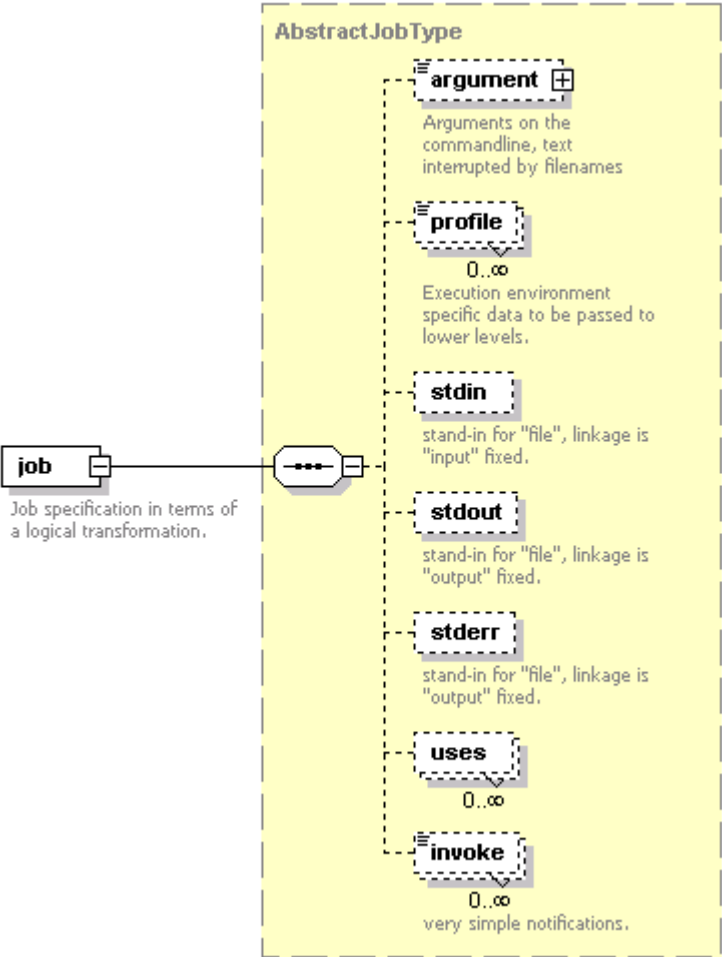 AbstractJobType
argument
Arguments on the
commandline, text
interrupted by filenames
profile
0..∞
Execution environment
specific data to be passed to
lower levels.
stdin
stand-in for "file", linkage is
"input" fixed.
job
Job specification in terms of
a logical transformation.
stdout
stand-in for "file", linkage is
"output" fixed.
stderr
stand-in for "file", linkage is
"output" fixed.
uses
0..∞
invoke
0..∞
very simple notifications.